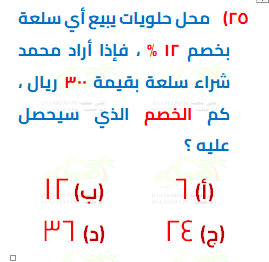 ٢٥) محل حلويات يبيع أي سلعة
بخصم ١٢ % ، فإذا أراد محمد
شراء سلعة بقيمة ٣٠٠ ريال ،
كم الخصم الذي سيحصل
عليه ؟
(أ) ٦ (ب) ١٢
(ج) ٢٤ (د) ٣٦